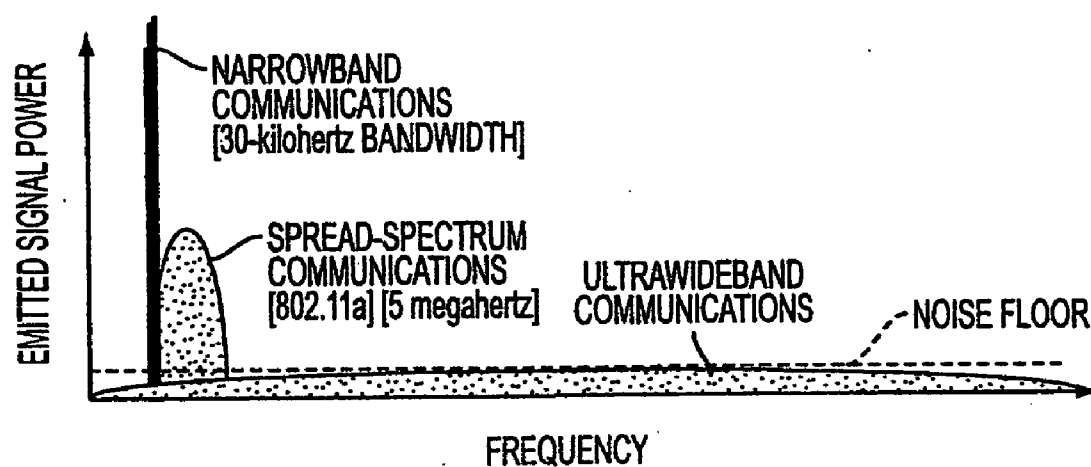 NARROWBAND
COMMUNICATIONS
[30-kilohertz BANDWIDTH]
EMITTED SIGNAL POWER
SPREAD-SPECTRUM
COMMUNICATIONS
[802.11a] [5 megahertz]
ULTRAWIDEBAND
COMMUNICATIONS
NOISE FLOOR
FREQUENCY